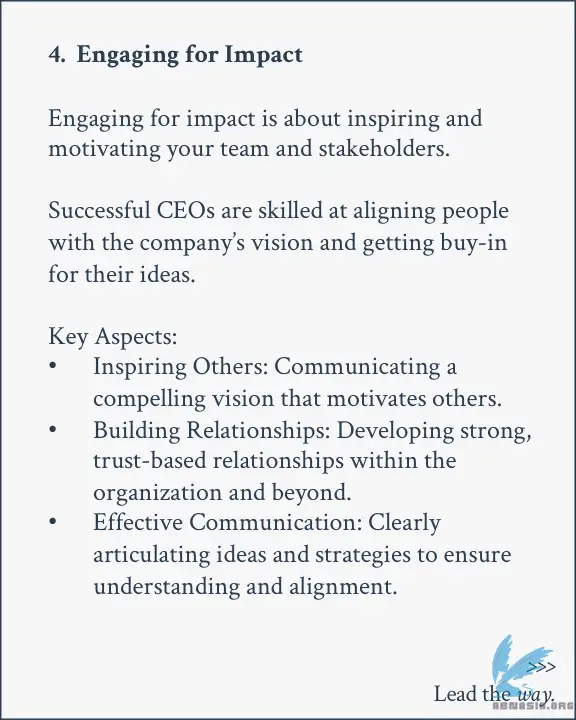 4. Engaging for Impact
Engaging for impact is about inspiring and
motivating your team and stakeholders.
Successful CEOs are skilled at aligning people
with the company's vision and getting buy-in
for their ideas.
Key Aspects:
• Inspiring Others: Communicating a
compelling vision that motivates others.
• Building Relationships: Developing strong,
trust-based relationships within the
organization and beyond.
• Effective Communication: Clearly
articulating ideas and strategies to ensure
understanding and alignment.
>>>
Lead the way.
ABNASIA.ORG